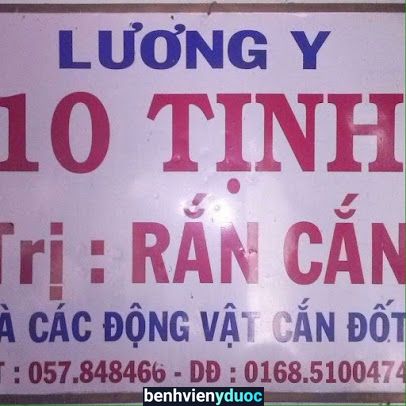 LƯƠNG Y
10 TỊNH
Trị : RẮN CẮN
À CÁC ĐỘNG VẬT CẮN ĐỐT
T : 057.848466 - DĐ : 0168.5100474
benhvienyduoc